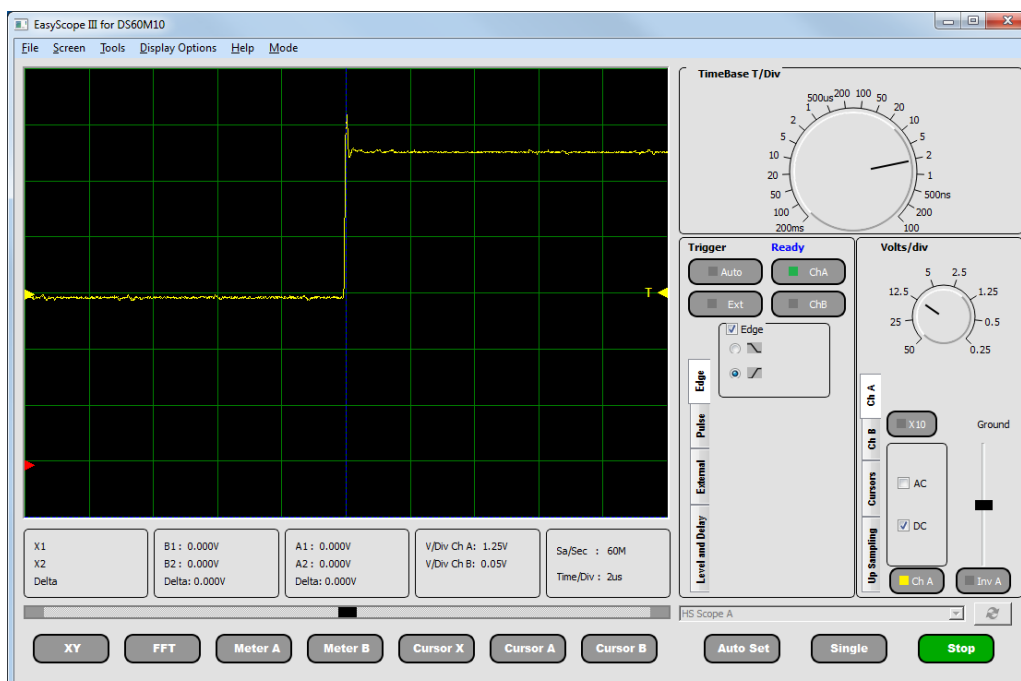 EasyScope III for DS60M10
File Screen Tools Display Options Help Mode
TimeBase T/Div
500us 200 100 50
1 20
2 10
5 5
10 2
20 1
50 500ns
100 200
200ms 100
T
Trigger Ready
Auto ChA
Ext ChB
Edge
Edge
Pulse
External
Level and Delay
Volts/div
5 2.5
12.5 1.25
25 0.5
50 0.25
Ch A
Ch B
Cursors
Up Sampling
X10 Ground
AC
DC
Ch A Inv A
X1
X2
Delta
B1 : 0.000V
B2 : 0.000V
Delta: 0.000V
A1 : 0.000V
A2 : 0.000V
Delta: 0.000V
V/Div Ch A: 1.25V
V/Div Ch B: 0.05V
Sa/Sec : 60M
Time/Div : 2us
HS Scope A
XY FFT Meter A Meter B Cursor X Cursor A Cursor B Auto Set Single Stop